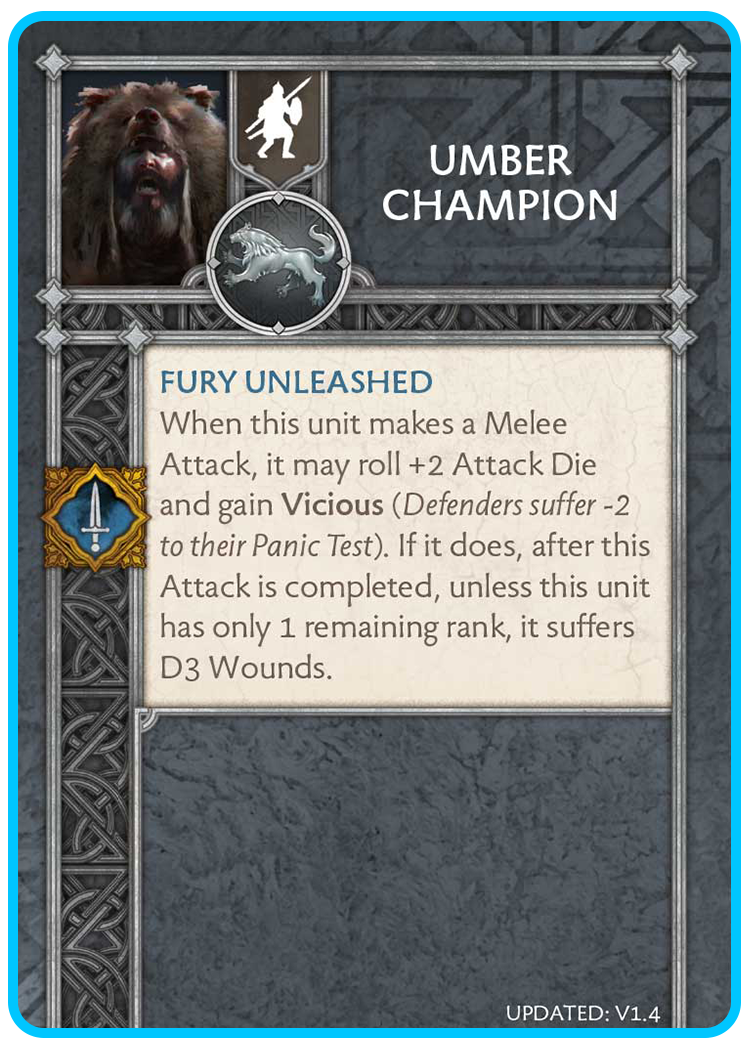 UMBER
CHAMPION
FURY UNLEASHED
When this unit makes a Melee
Attack, it may roll +2 Attack Die
and gain Vicious (Defenders suffer -2
to their Panic Test). If it does, after this
Attack is completed, unless this unit
has only 1 remaining rank, it suffers
D3 Wounds.
UPDATED: V1.4